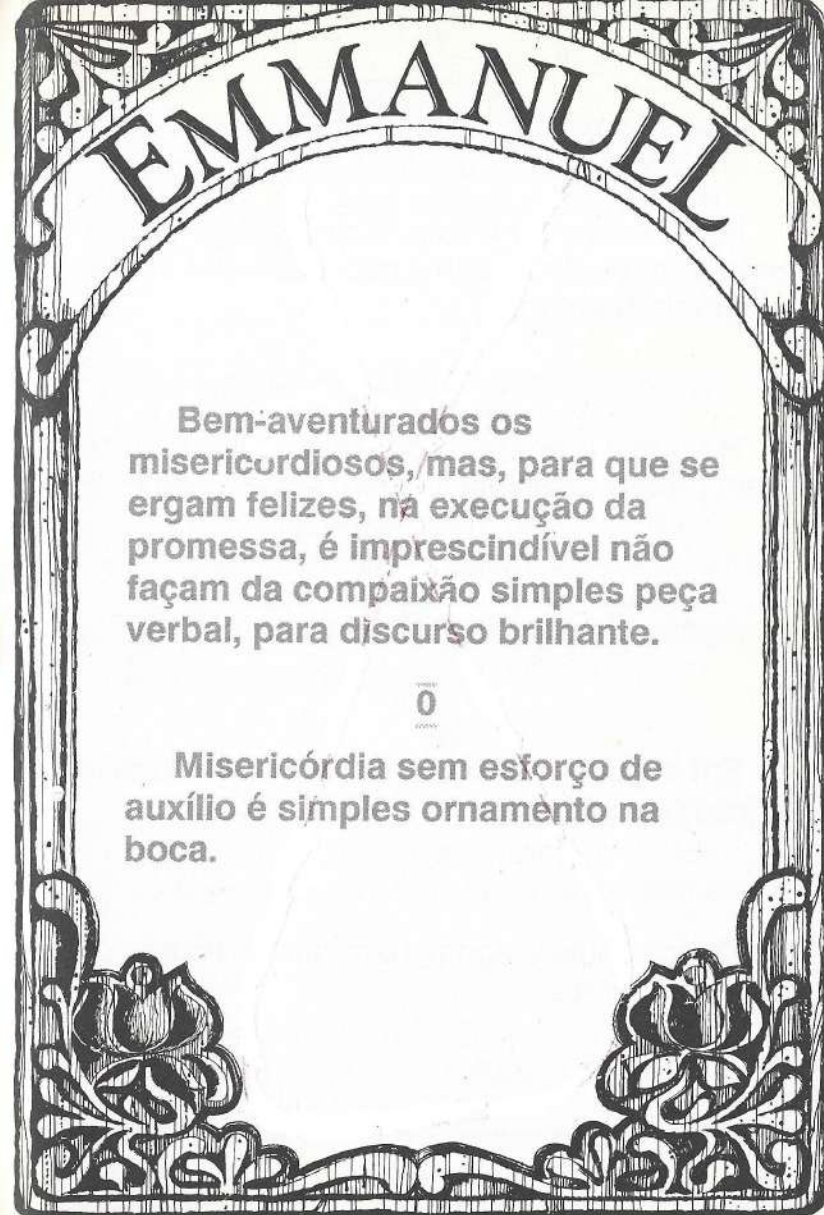 EMMANUEL
Bem-aventurados os
misericordiosos, mas, para que se
ergam felizes, na execução da
promessa, é imprescindível não
façam da compaixão simples peça
verbal, para discurso brilhante.
0
Misericórdia sem esforço de
auxílio é simples ornamento na
boca.